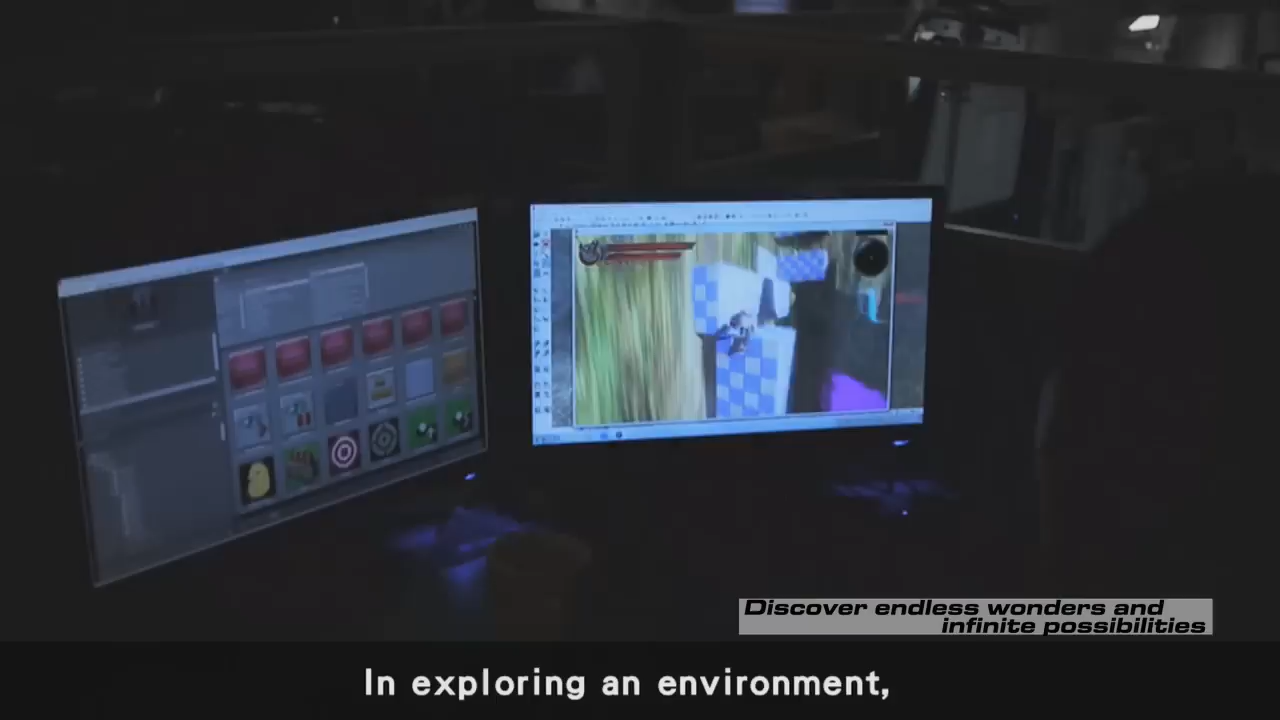 Discover endless wonders and
infinite possibilities
In exploring an environment,